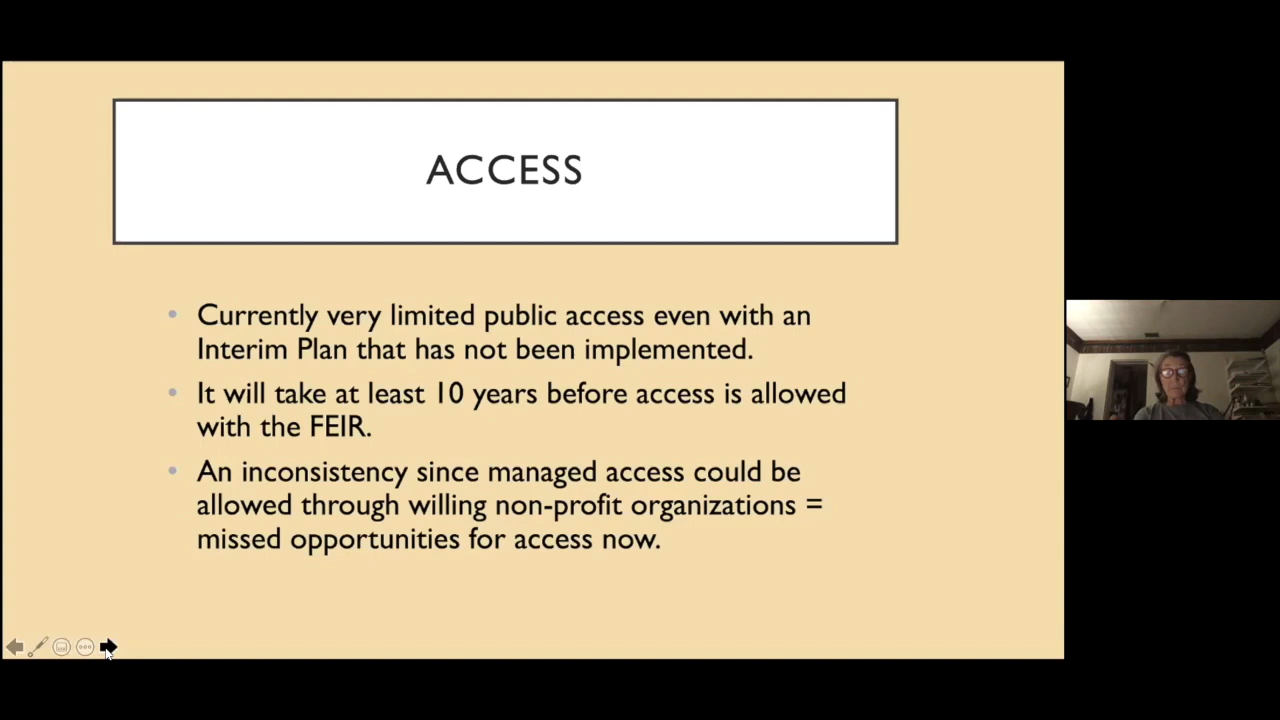 ACCESS
• Currently very limited public access even with an
Interim Plan that has not been implemented.
• It will take at least 10 years before access is allowed
with the FEIR.
• An inconsistency since managed access could be
allowed through willing non-profit organizations =
missed opportunities for access now.